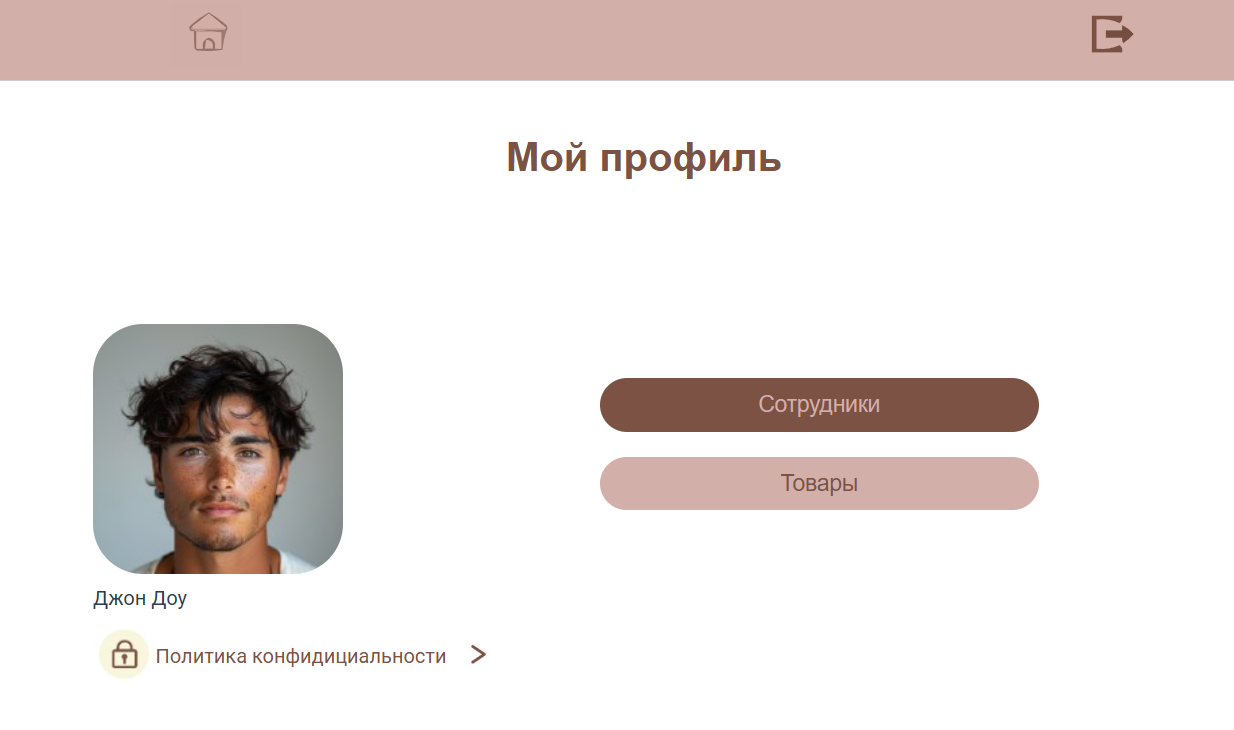 Мой профиль
Сотрудники
Товары
Джон Доу
Политика конфидициальности